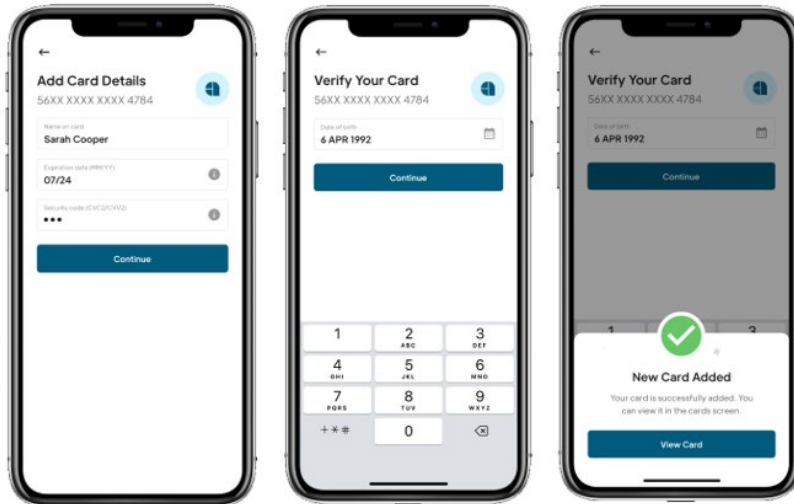 Add Card Details
56XX XXXX XXXX 4784
Name on card
Sarah Cooper
Expiration date (MM/YY)
07/24
Security code (CVC2/CVV2)
•••
Continue
Verify Your Card
56XX XXXX XXXX 4784
Date of birth
6 APR 1992
Continue
1 2 3
ABC DEF
4 5 6
GHI JKL MNO
7 8 9
PQRS TUV WXYZ
+*# 0
Verify Your Card
56XX XXXX XXXX 4784
Date of birth
6 APR 1992
Continue
1 3
New Card Added
Your card is successfully added. You
can view it in the cards screen.
View Card